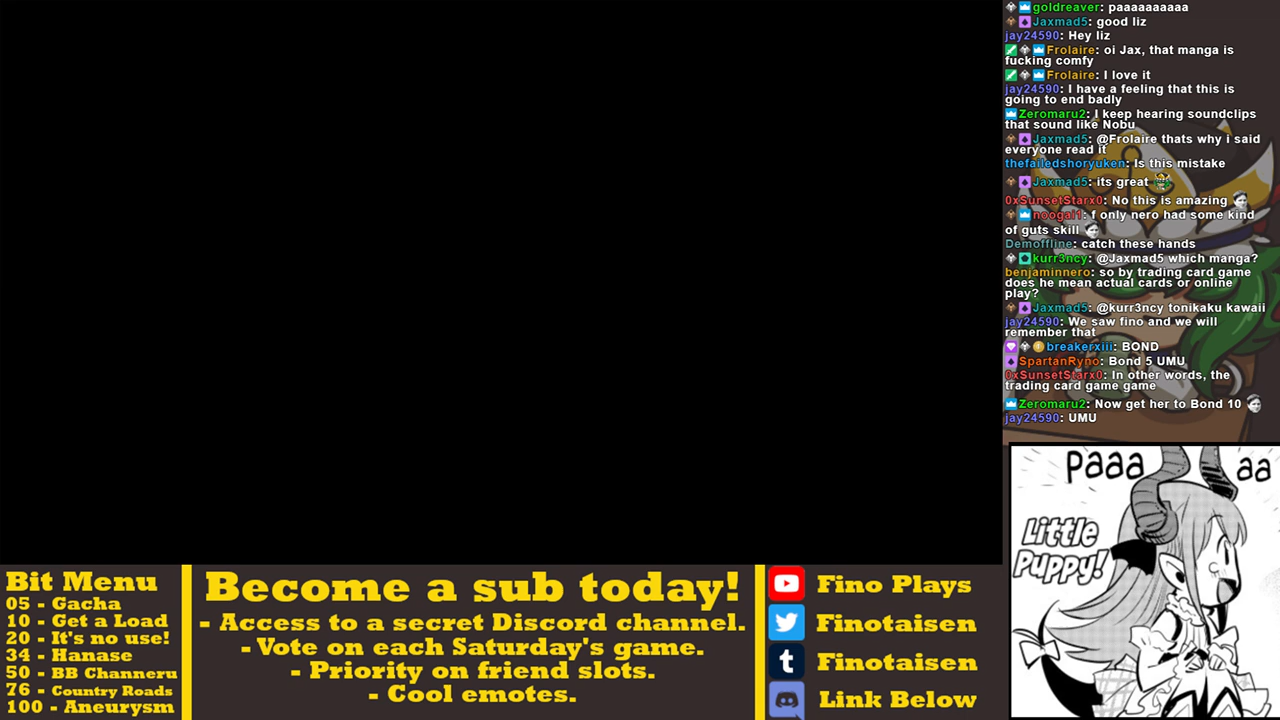 goldreaver: paaaaaaaaa
Jaxmad5: good liz
jay24590: Hey liz
Frolaire: oi Jax, that manga is
fucking comfy
Frolaire: I love it
jay24590: I have a feeling that this is
going to end badly
Zeromaru2: I keep hearing soundclips
that sound like Nobu
Jaxmad5: @Frolaire thats why i said
everyone read it
thefailedshoryuken: Is this mistake
Jaxmad5: its great
0xSunsetStarx0: No this is amazing
noogai1: f only nero had some kind
of guts skill
Demoffline: catch these hands
kurr3ncy: @Jaxmad5 which manga?
benjaminnero: so by trading card game
does he mean actual cards or online
play?
Jaxmad5: @kurr3ncy tonikaku kawaii
jay24590: We saw fino and we will
remember that
breakerxiii: BOND
SpartanRyno: Bond 5 UMU
0xSunsetStarx0: In other words, the
trading card game game
Zeromaru2: Now get her to Bond 10
jay24590: UMU
Paaa aa
Little
Puppy!
Bit Menu
05 - Gacha
10 - Get a Load
20 - It's no use!
34 - Hanase
50 - BB Channeru
76 - Country Roads
100 - Aneurysm
Become a sub today!
- Access to a secret Discord channel.
- Vote on each Saturday's game.
- Priority on friend slots.
- Cool emotes.
Fino Plays
Finotaisen
Finotaisen
Link Below